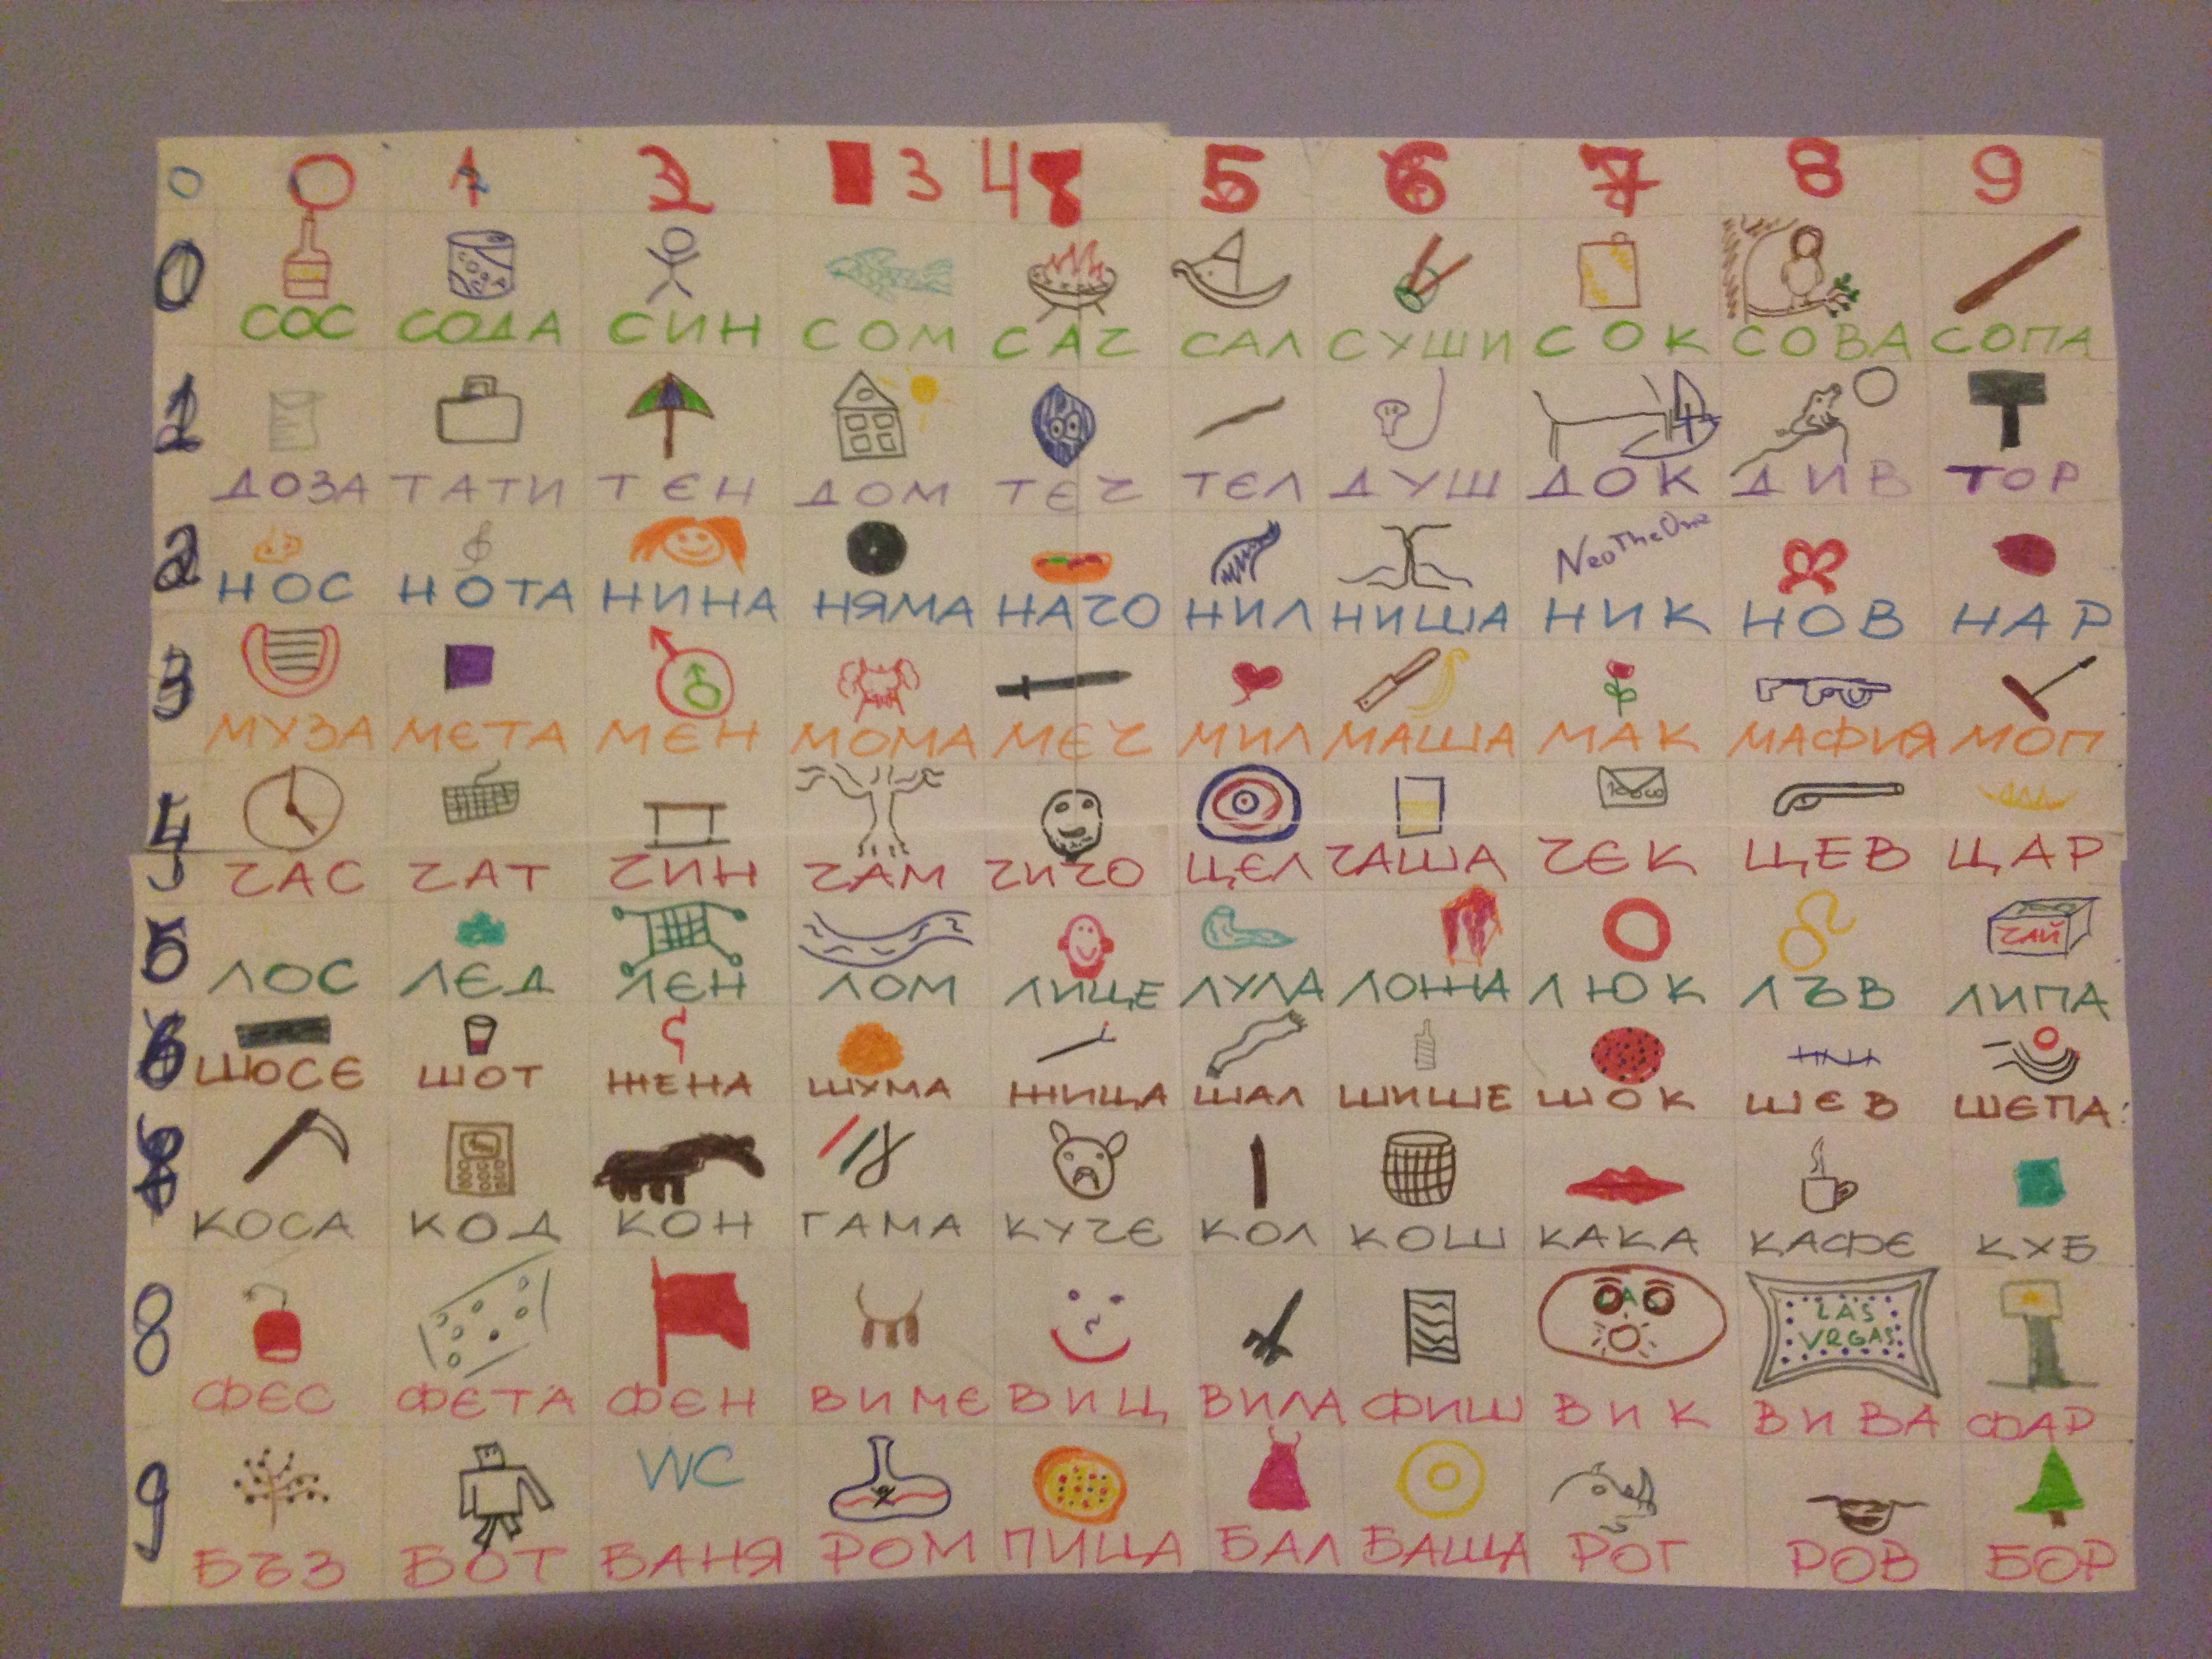 0 0 1 2 3 4 5 6 7 8 9
0
СОС СОДА СИН СОМ САЧ САЛ СУШИ СОК СОВА СОПА
1
ДОЗА ТАТИ ТЕН ДОМ ТЕЧ ТЕЛ ДУШ ДОК ДИВ ТОР
NeoTheOne
2
НОС НОТА НИНА НЯМА НАЧО НИЛ НИША НИК НОВ НАР
3
МУЗА МЕТА МЕН МОМА МЕЧ МИЛ МАША МАК МАФИЯ МОП
4
ЧАС ЧАТ ЧИН ЧАМ ЧИЧО ЦЕЛ ЧАША ЧЕК ЦЕВ ЦАР
ЧАЙ
5
ЛОС ЛЕД ЛЕН ЛОМ ЛИЦЕ ЛУЛА ЛОЖА ЛЮК ЛЪВ ЛИПА
6
ШОСЕ ШОТ ЖЕНА ШУМА ЖИЦА ШАЛ ШИШЕ ШОК ШЕВ ШЕПА
КОСА КОД КОН ГАМА КУЧЕ КОЛ КОШ КАКА КАФЕ КУБ
LAS
VEGAS
8
ФЕС ФЕТА ФЕН ВИМЕ ВИЦ ВИЛА ФИШ ВИК ВИВА ФАР
WC
9
БЪЗ БОТ БАНЯ РОМ ПИЦА БАЛ БАЩА РОГ РОВ БОР